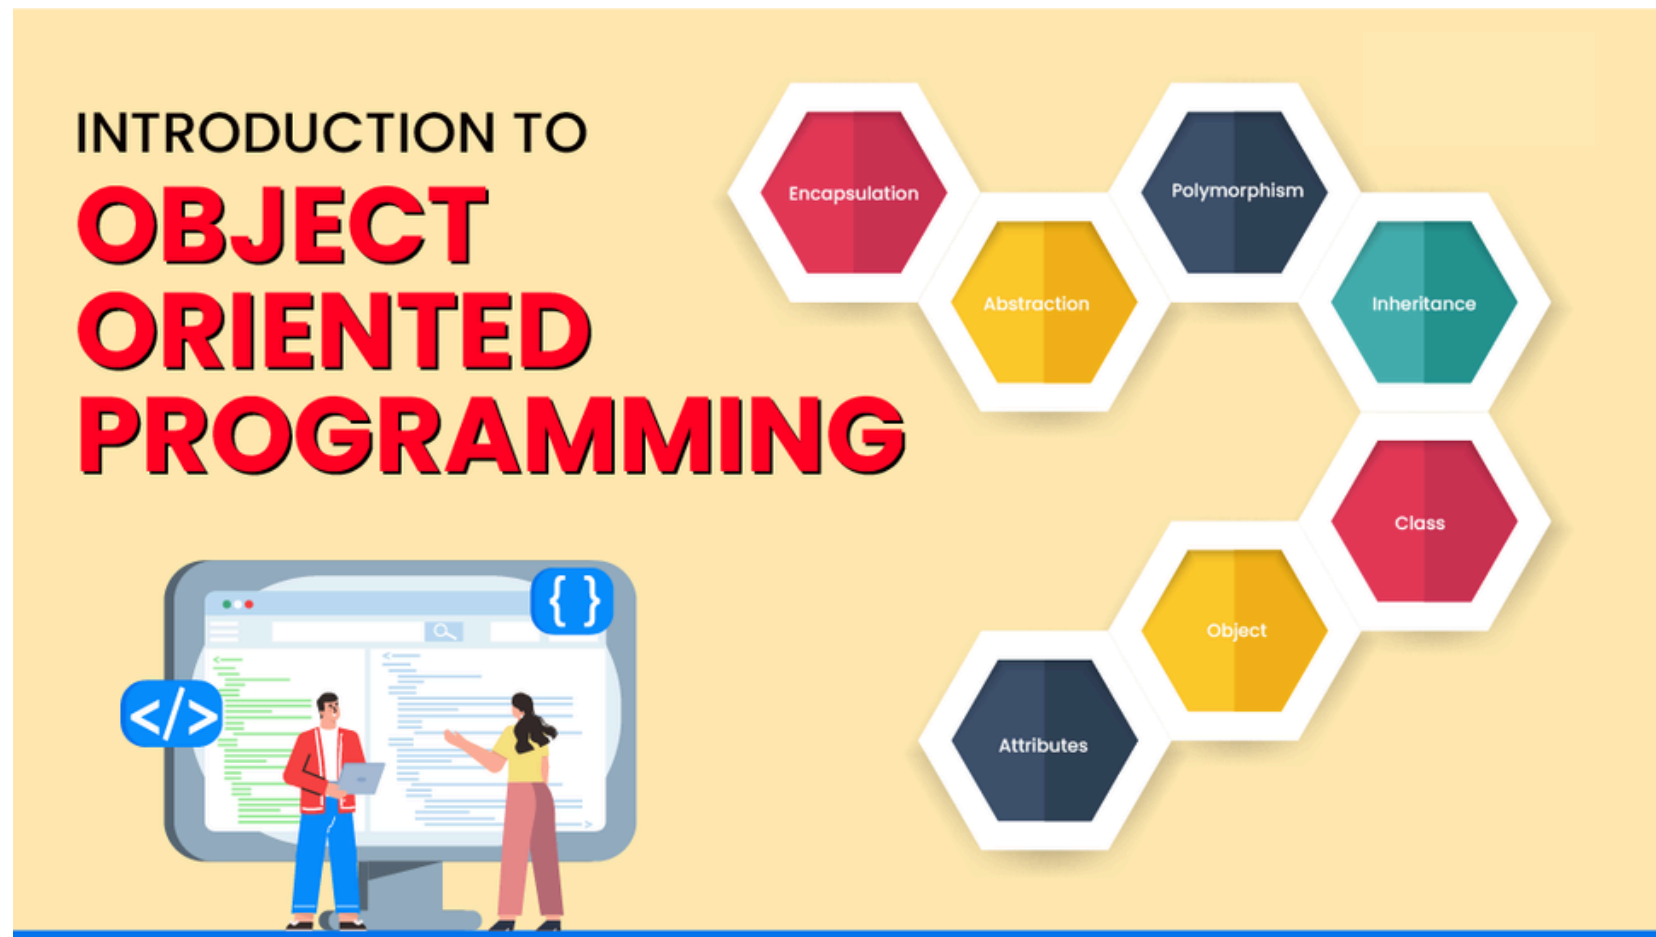 INTRODUCTION TO
OBJECT
ORIENTED
PROGRAMMING
Encapsulation
Polymorphism
Abstraction
Inheritance
Class
Object
Attributes
{ }
</>